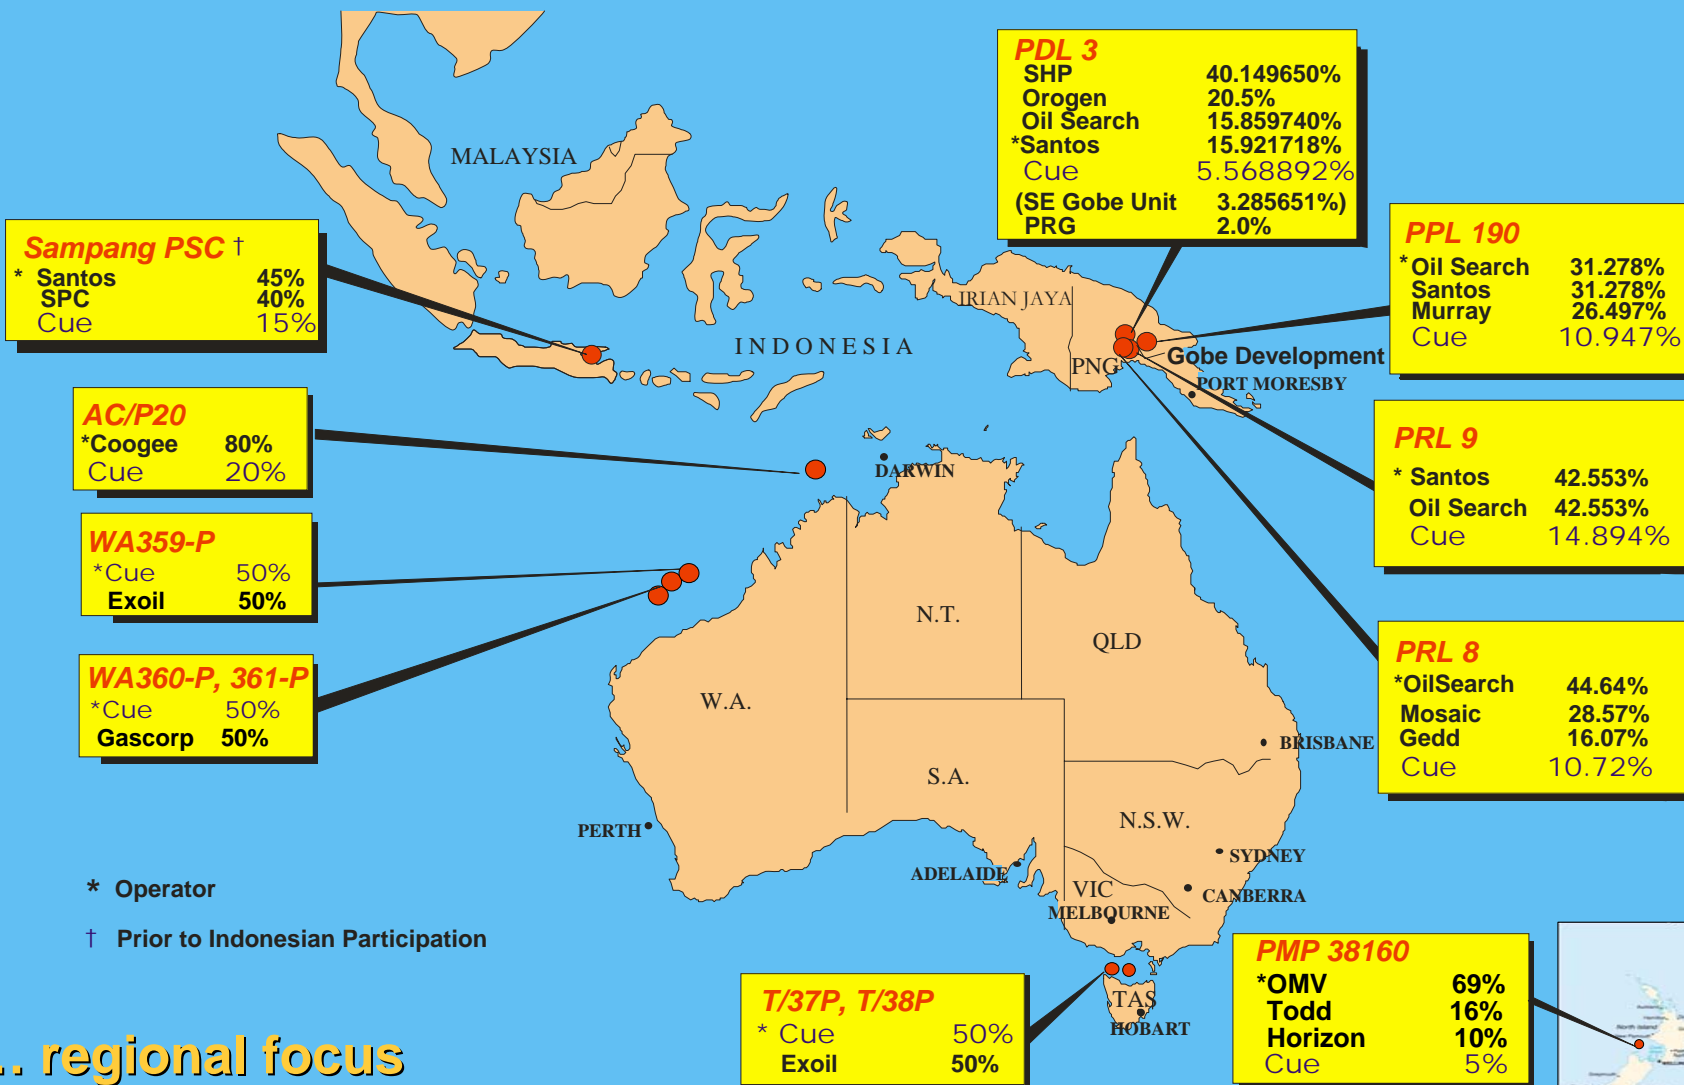 PDL 3
SHP 40.149650%
Orogen 20.5%
Oil Search 15.859740%
*Santos 15.921718%
Cue 5.568892%
(SE Gobe Unit 3.285651%)
PRG 2.0%
MALAYSIA
Sampang PSC †
* Santos 45%
SPC 40%
Cue 15%
PPL 190
*Oil Search 31.278%
Santos 31.278%
Murray 26.497%
Cue 10.947%
IRIAN JAYA
INDONESIA
PNG
Gobe Development
PORT MORESBY
AC/P20
*Coogee 80%
Cue 20%
DARWIN
PRL 9
* Santos 42.553%
Oil Search 42.553%
Cue 14.894%
WA359-P
*Cue 50%
Exoil 50%
N.T.
QLD
WA360-P, 361-P
*Cue 50%
Gascorp 50%
W.A.
PRL 8
*OilSearch 44.64%
Mosaic 28.57%
Gedd 16.07%
Cue 10.72%
BRISBANE
S.A.
N.S.W.
PERTH
SYDNEY
ADELAIDE
VIC
CANBERRA
MELBOURNE
* Operator
† Prior to Indonesian Participation
T/37P, T/38P
* Cue 50%
Exoil 50%
TAS
HOBART
PMP 38160
*OMV 69%
Todd 16%
Horizon 10%
Cue 5%
North Island
.. regional focus